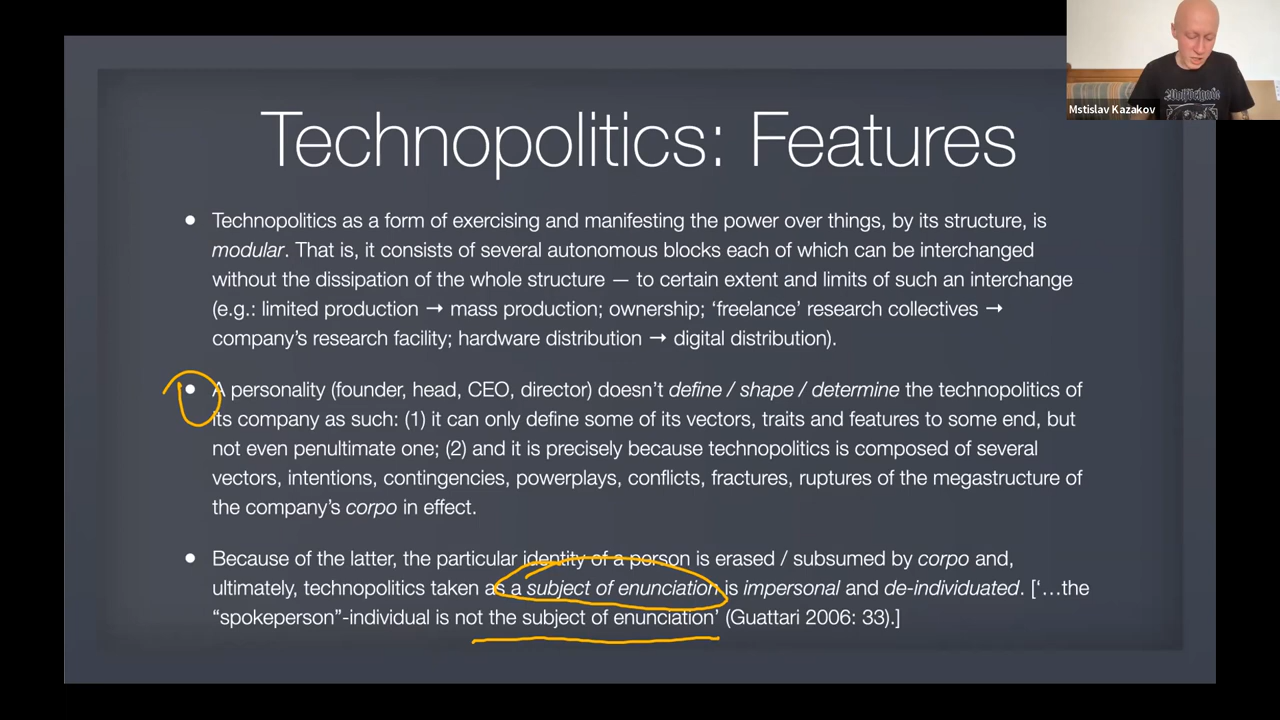 Technopolitics: Features
• Technopolitics as a form of exercising and manifesting the power over things, by its structure, is
modular. That is, it consists of several autonomous blocks each of which can be interchanged
without the dissipation of the whole structure — to certain extent and limits of such an interchange
(e.g.: limited production → mass production; ownership; ‘freelance’ research collectives →
company’s research facility; hardware distribution → digital distribution).
• A personality (founder, head, CEO, director) doesn’t define / shape / determine the technopolitics of
its company as such: (1) it can only define some of its vectors, traits and features to some end, but
not even penultimate one; (2) and it is precisely because technopolitics is composed of several
vectors, intentions, contingencies, powerplays, conflicts, fractures, ruptures of the megastructure of
the company’s corpo in effect.
• Because of the latter, the particular identity of a person is erased / subsumed by corpo and,
ultimately, technopolitics taken as a subject of enunciation is impersonal and de-individuated. [‘…the
“spokeperson”-individual is not the subject of enunciation’ (Guattari 2006: 33).]
Mstislav Kazakov